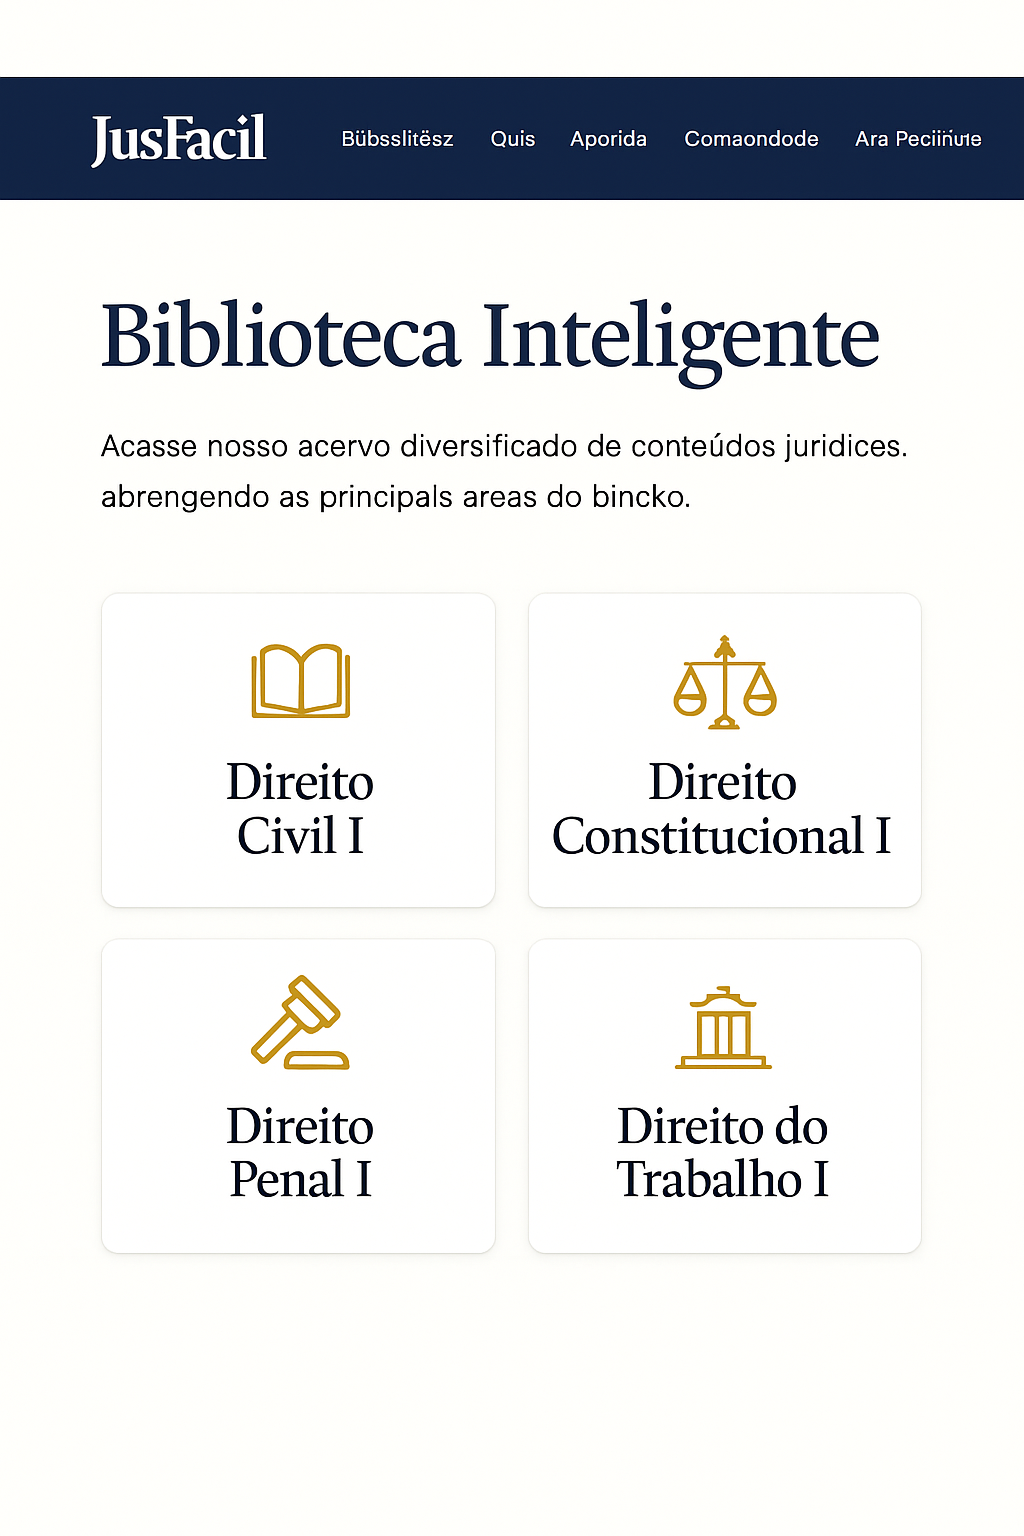 JusFacil
Bübsslitësz Quis Aporida Comaondode Ara
Biblioteca Inteligente
Acasse nosso acervo diversificado de conteúdos juridices.
abrengendo as principals areas do bincko.
Direito
Civil I
Direito
Constitucional I
Direito
Penal I
Direito do
Trabalho I